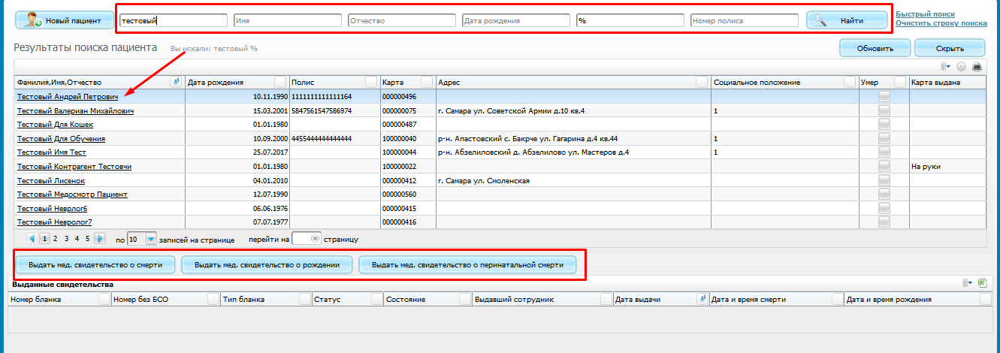 Новый пациент тестовый Имя Отчество Дата рождения % Номер полиса Найти Быстрый поиск
Очистить строку поиска
Результаты поиска пациента Вы искали: тестовый % Обновить Скрыть
Фамилия,Имя,Отчество Дата рождения Полис Карта Адрес Социальное положение Умер Карта выдана
Тестовый Андрей Петрович 10.11.1990 1111111111111164 000000496
Тестовый Валериан Михайлович 15.03.2001 5847561547586974 000000075 г. Самара ул. Советской Армии д.10 кв.4 1
Тестовый Для Кошек 01.01.1980 000000487
Тестовый Для Обучения 10.09.2000 4455444444444444 100000040 р-н. Апастовский с. Бакрче ул. Гагарина д.4 кв.44 1
Тестовый Имя Тест 25.07.2017 100000044 р-н. Абзелиловский д. Абзелилово ул. Мастеров д.4 1
Тестовый Контрагент Тестовчи 01.01.1980 100000022 На руки
Тестовый Лисенок 04.01.2010 000000412 г. Самара ул. Смоленская
Тестовый Медосмотр Пациент 12.07.1990 000000560
Тестовый Неврлог6 06.06.1976 000000415
Тестовый Невролог7 07.07.1977 000000416
1 2 3 4 5 по 10 записей на странице перейти на страницу
Выдать мед. свидетельство о смерти Выдать мед. свидетельство о рождении Выдать мед. свидетельство о перинатальной смерти
Выданные свидетельства
Номер бланка Номер без БСО Тип бланка Статус Состояние Выдавший сотрудник Дата выдачи Дата и время смерти Дата и время рождения